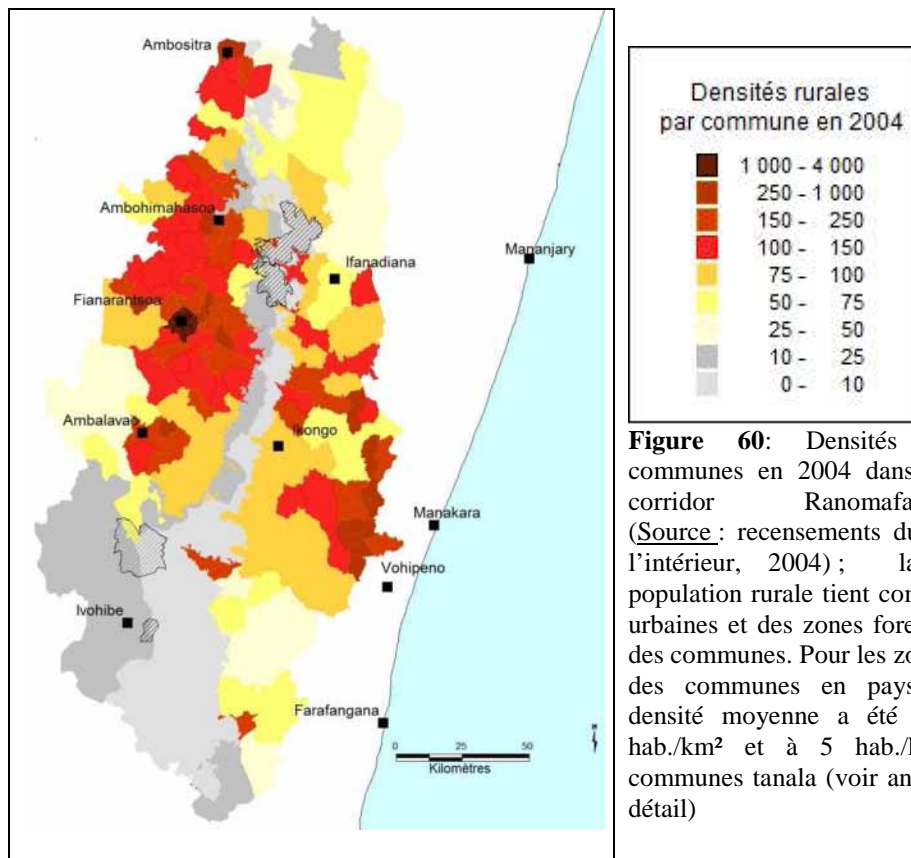 Ambositra
Ambohimahasoa
Mananjary
Ifanadiana
Fianarantsoa
Ambalavao
Ikongo
Manakara
Vohipeno
Ivohibe
Farafangana
N
0 25 50
Kilomètres
Densités rurales
par commune en 2004
1 000 - 4 000
250 - 1 000
150 - 250
100 - 150
75 - 100
50 - 75
25 - 50
10 - 25
0 - 10
Figure 60: Densités
communes en 2004 dans
corridor Ranomafa
(Source : recensements du
l’intérieur, 2004) ; la
population rurale tient con
urbaines et des zones fore
des communes. Pour les zo
des communes en pays
densité moyenne a été
hab./km² et à 5 hab./
communes tanala (voir an
détail)